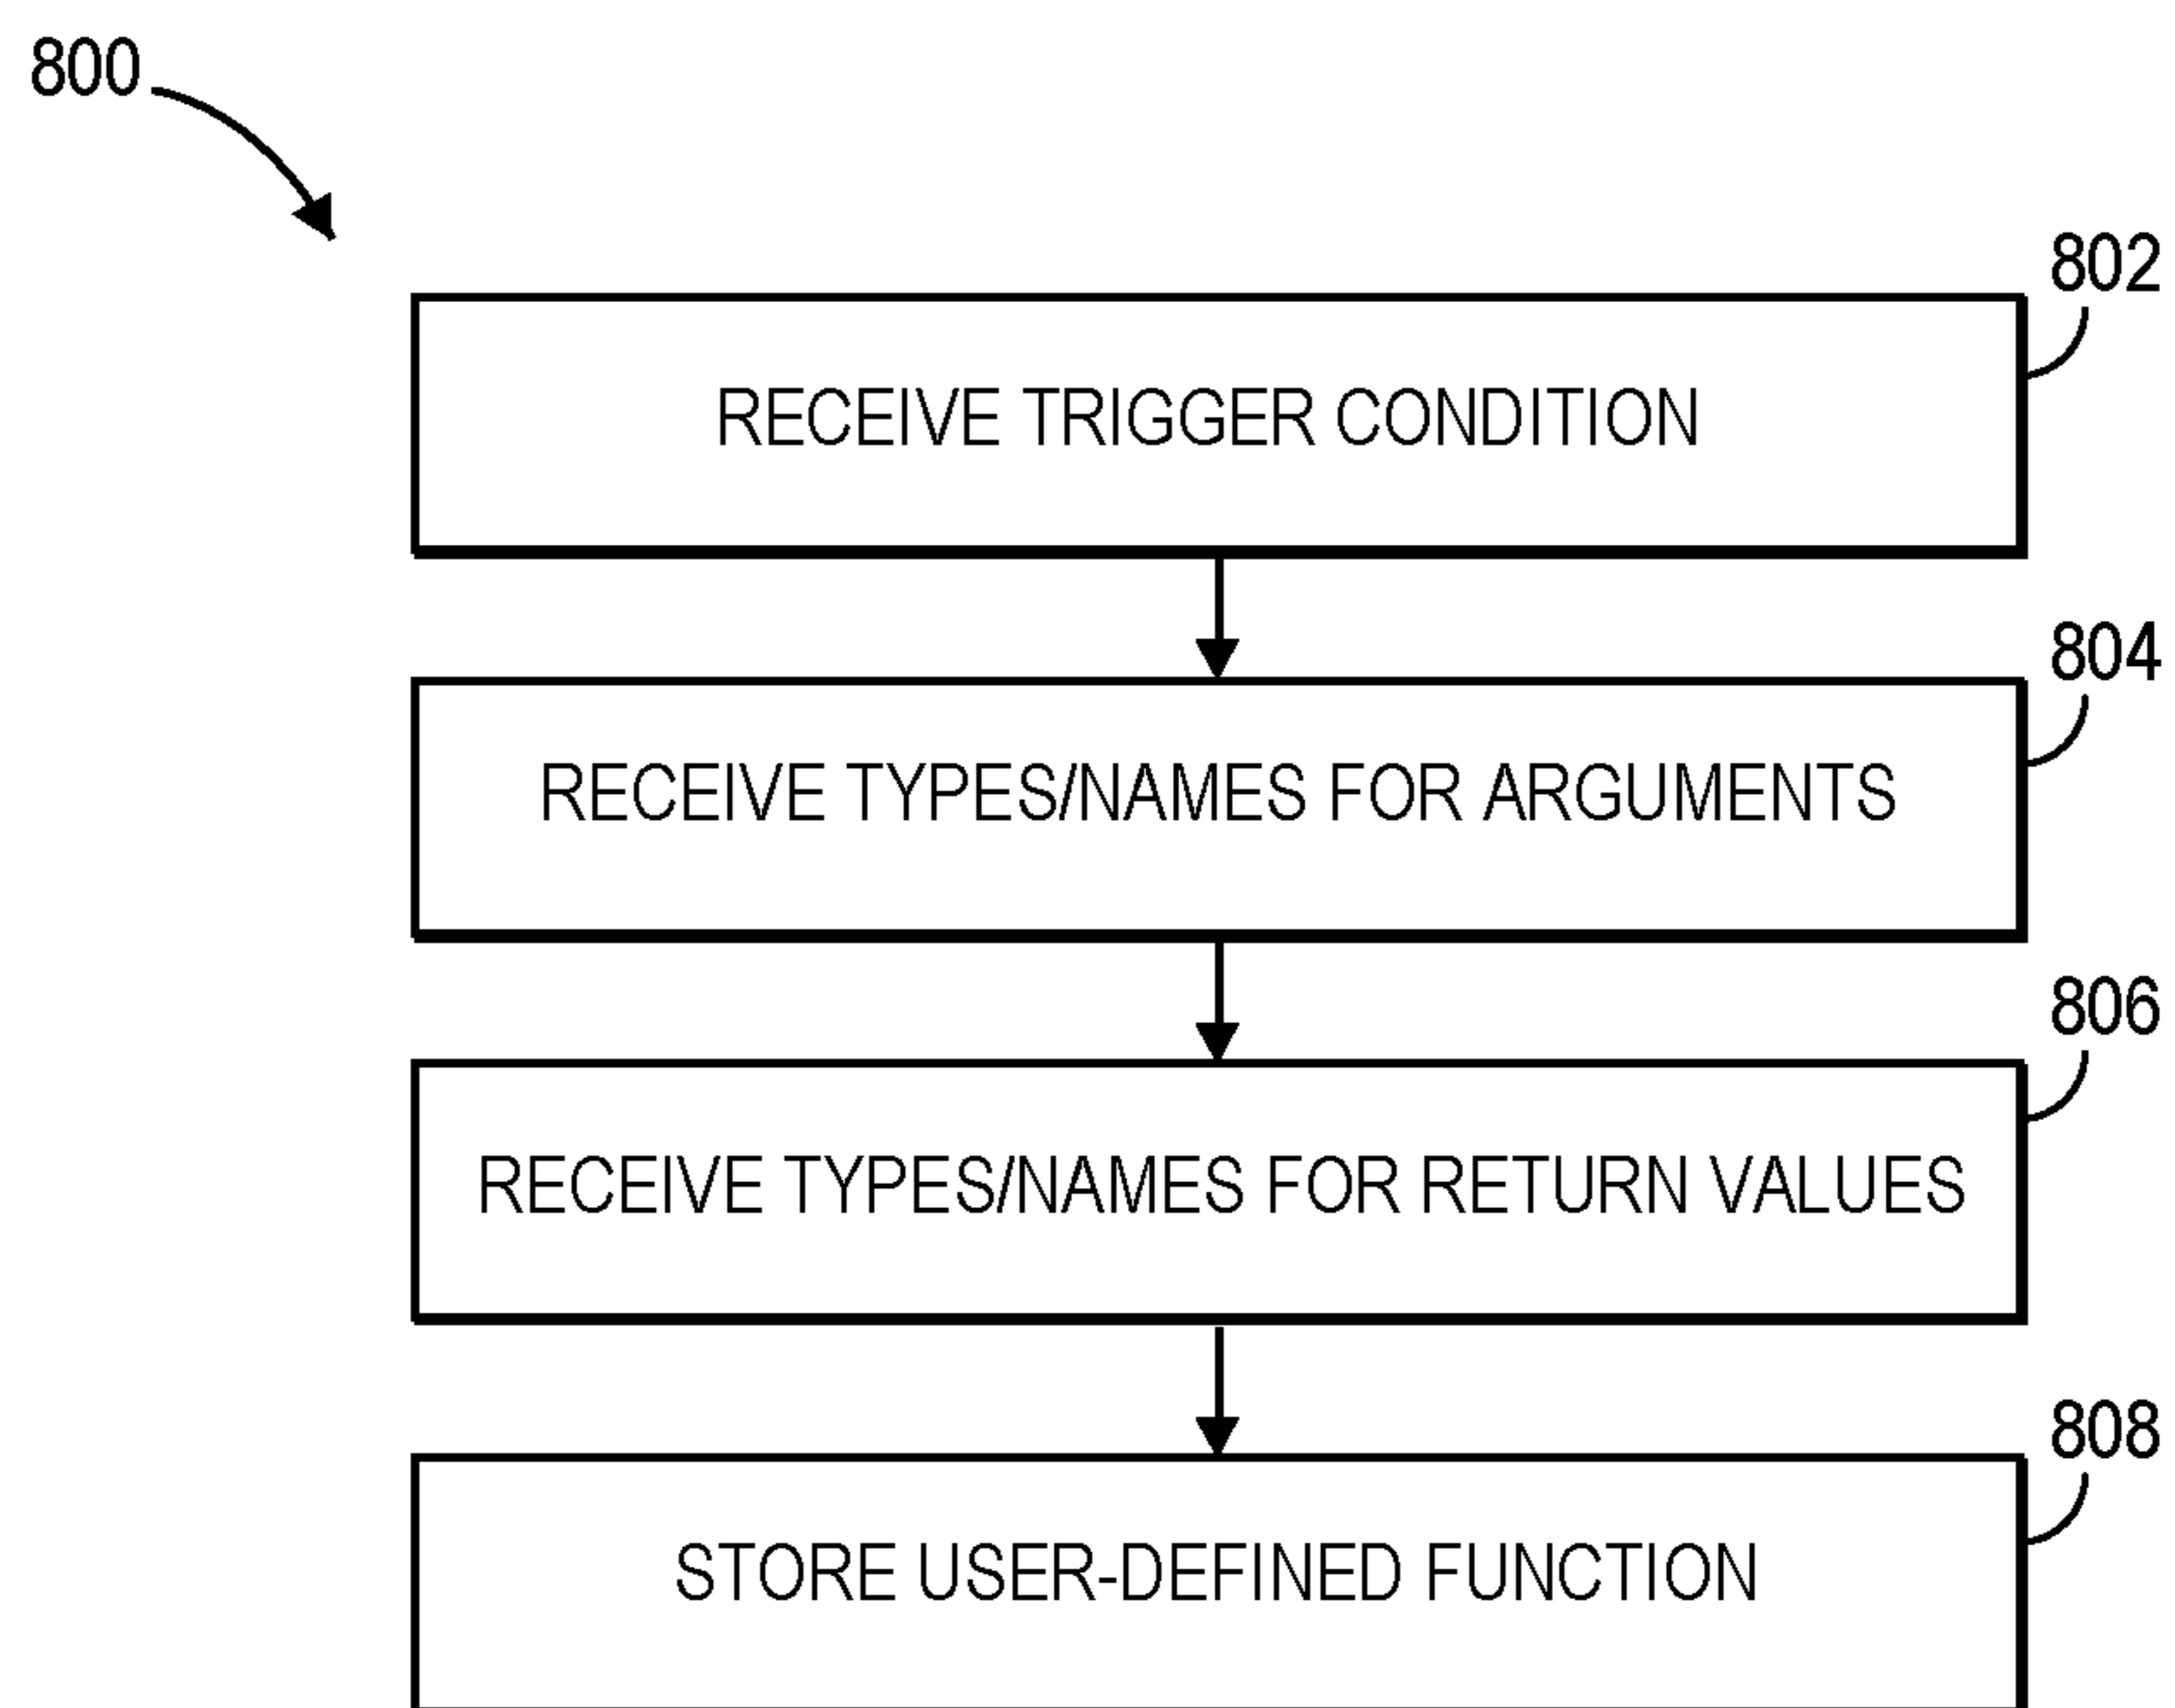 800
802
RECEIVE TRIGGER CONDITION
804
RECEIVE TYPES/NAMES FOR ARGUMENTS
806
RECEIVE TYPES/NAMES FOR RETURN VALUES
808
STORE USER-DEFINED FUNCTION